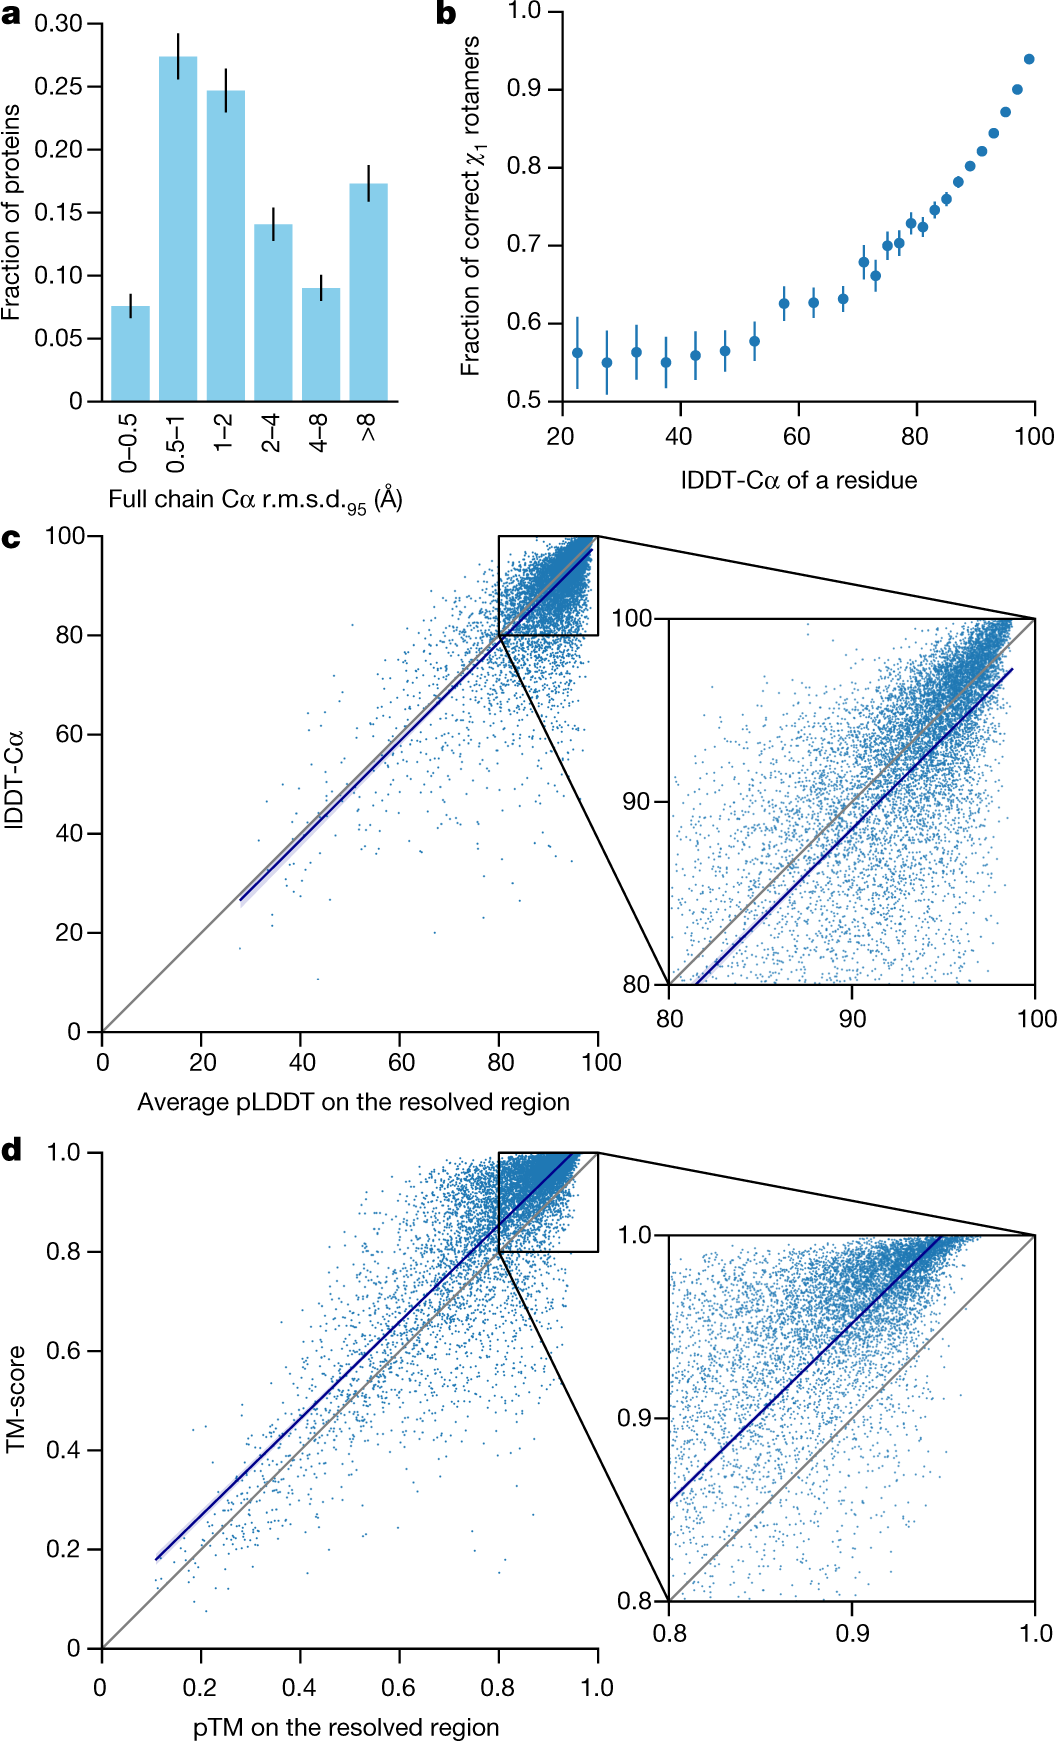 a
0.30
0.25
0.20
0.15
0.10
0.05
0
Fraction of proteins
0–0.5
0.5–1
1–2
2–4
4–8
>8
Full chain Cα r.m.s.d.95 (Å)
b
1.0
0.9
0.8
0.7
0.6
0.5
Fraction of correct χ1 rotamers
20 40 60 80 100
lDDT-Cα of a residue
c
100
80
60
40
20
0
lDDT-Cα
0 20 40 60 80 100
Average pLDDT on the resolved region
100
90
80
80 90 100
d
1.0
0.8
0.6
0.4
0.2
0
TM-score
0 0.2 0.4 0.6 0.8 1.0
pTM on the resolved region
1.0
0.9
0.8
0.8 0.9 1.0